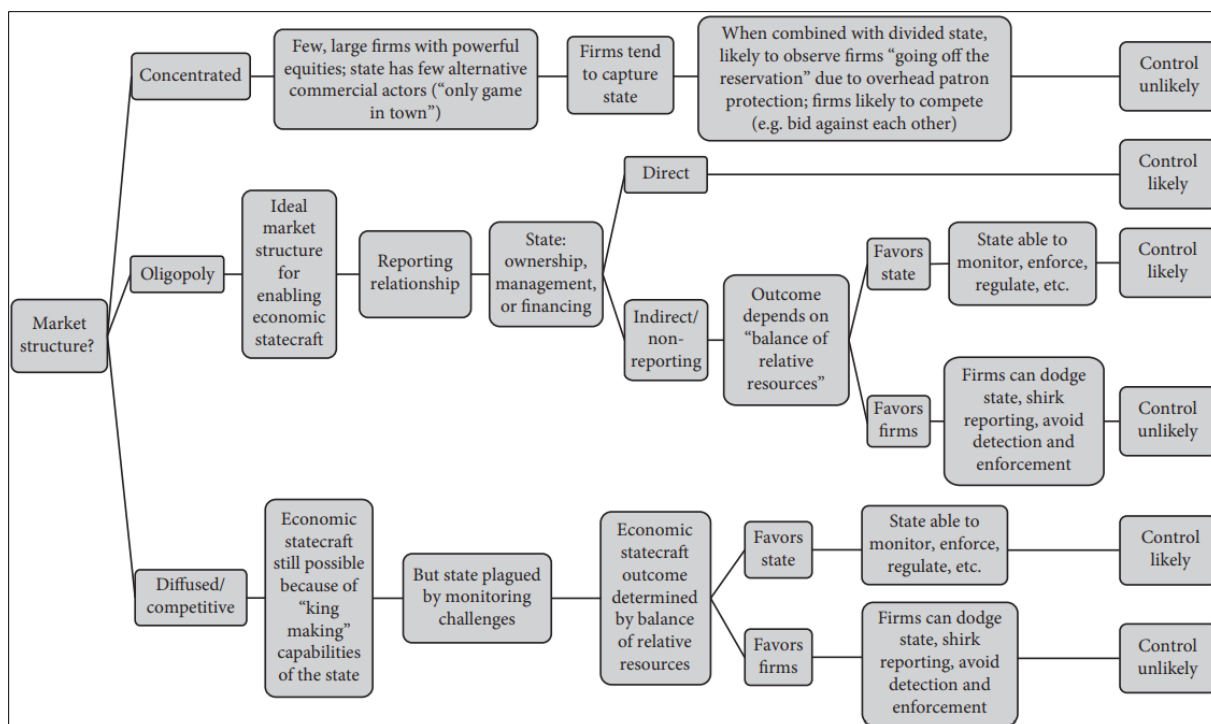 Market
structure?
Concentrated
Few, large firms with powerful
equities; state has few alternative
commercial actors (“only game
in town”)
Firms tend
to capture
state
When combined with divided state,
likely to observe firms “going off the
reservation” due to overhead patron
protection; firms likely to compete
(e.g. bid against each other)
Control
unlikely
Oligopoly
Ideal
market
structure
for
enabling
economic
statecraft
Reporting
relationship
State:
ownership,
management,
or financing
Direct
Control
likely
Indirect/
non-
reporting
Outcome
depends on
“balance of
relative
resources”
Favors
state
State able to
monitor, enforce,
regulate, etc.
Control
likely
Favors
firms
Firms can dodge
state, shirk
reporting, avoid
detection and
enforcement
Control
unlikely
Diffused/
competitive
Economic
statecraft
still possible
because of
“king
making”
capabilities
of the state
But state plagued
by monitoring
challenges
Economic
statecraft
outcome
determined
by balance
of relative
resources
Favors
state
State able to
monitor, enforce,
regulate, etc.
Control
likely
Favors
firms
Firms can dodge
state, shirk
reporting, avoid
detection and
enforcement
Control
unlikely